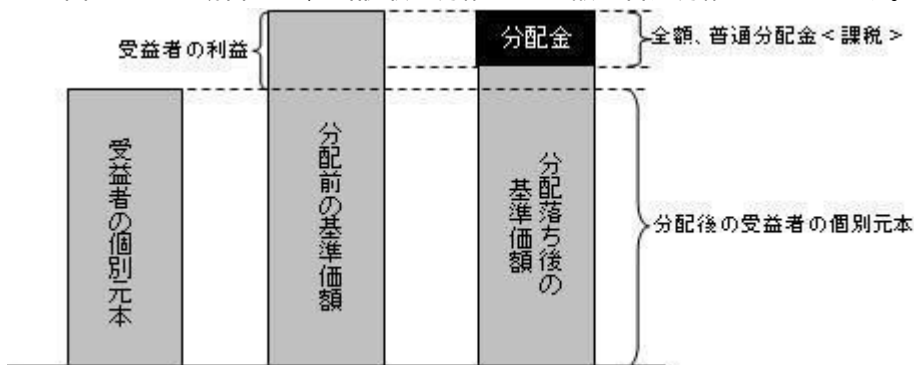 分配金
全額、普通分配金＜課税＞
受益者の利益
受益者の個別元本
分配前の基準価額
分配落ち後の
基準価額
分配後の受益者の個別元本